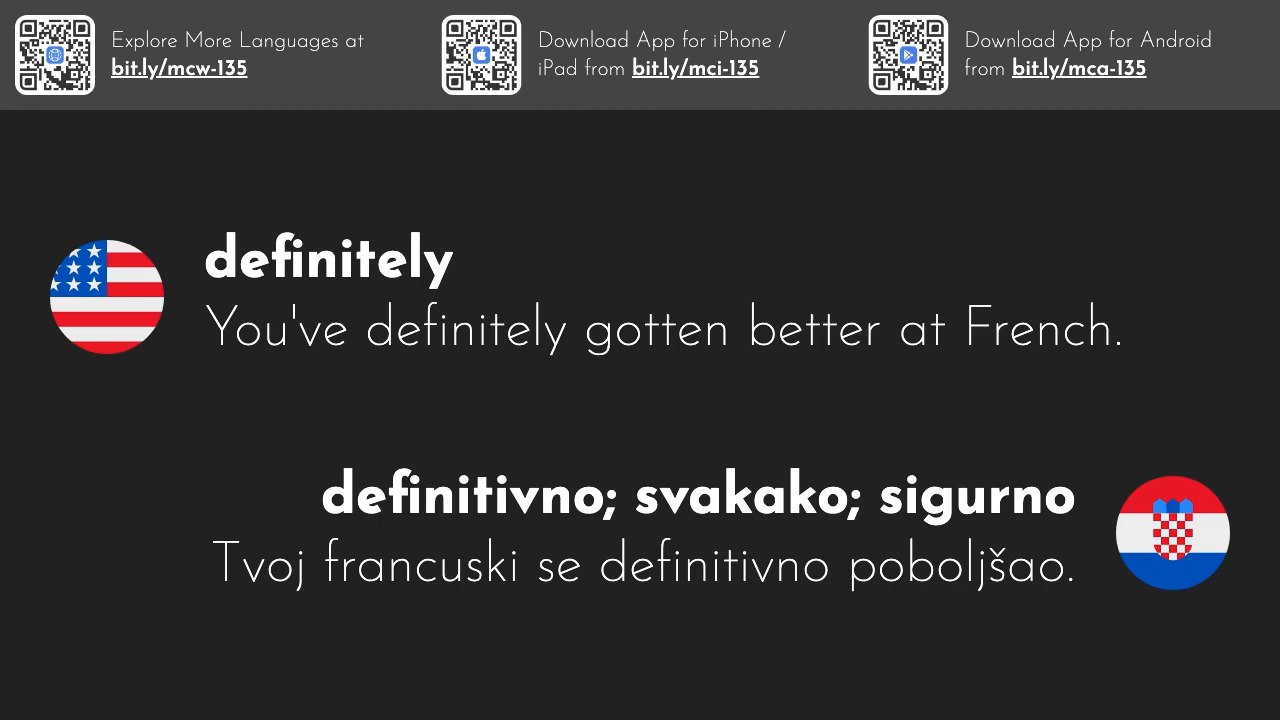 Explore More Languages at
bit.ly/mcw-135
Download App for iPhone /
iPad from bit.ly/mci-135
Download App for Android
from bit.ly/mca-135
definitely
You've definitely gotten better at French.
definitivno; svakako; sigurno
Tvoj francuski se definitivno poboljšao.